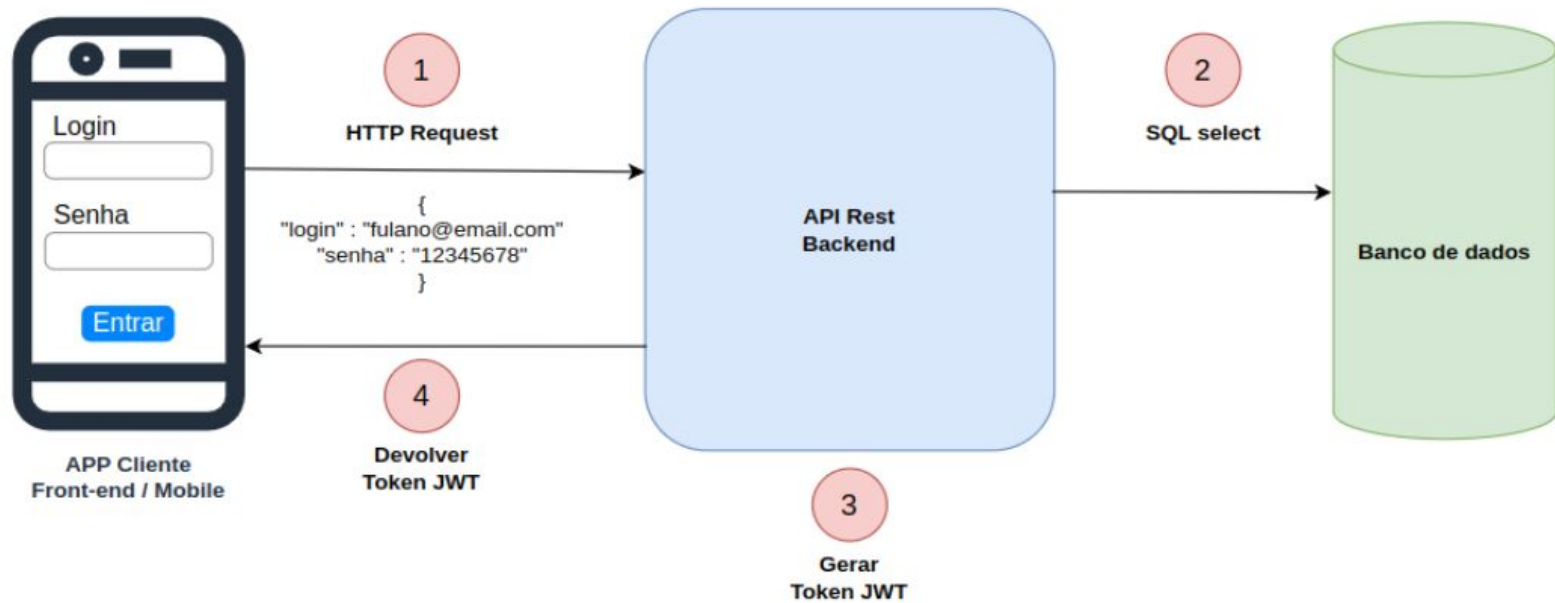 Login
Senha
Entrar
APP Cliente
Front-end / Mobile
1
HTTP Request
{
"login" : "fulano@email.com"
"senha" : "12345678"
}
4
Devolver
Token JWT
API Rest
Backend
3
Gerar
Token JWT
2
SQL select
Banco de dados